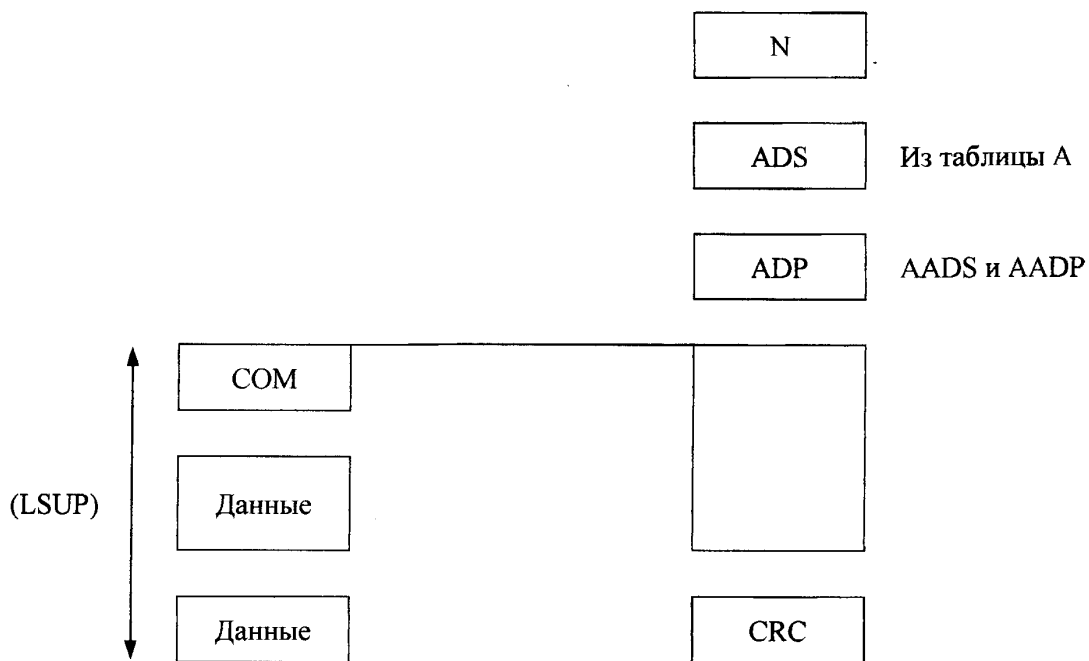 N
ADS Из таблицы А
ADP AADS и AADP
COM
(LSUP) Данные
Данные CRC